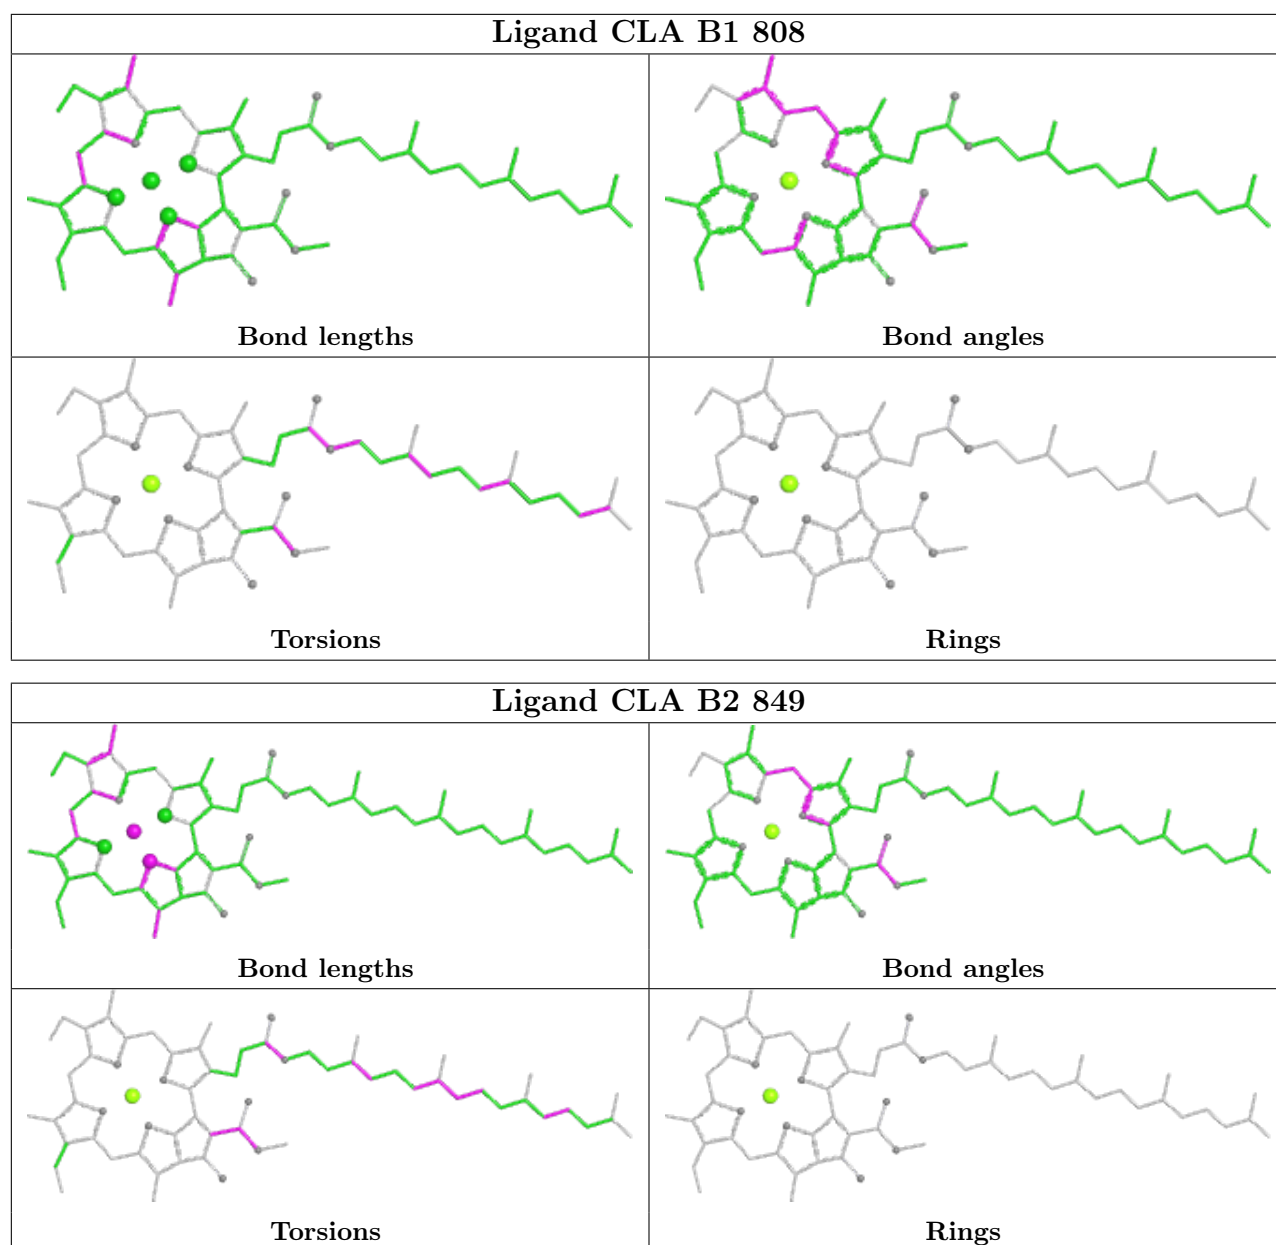 Ligand CLA B1 808
Bond lengths
Bond angles
Torsions
Rings
Ligand CLA B2 849
Bond lengths
Bond angles
Torsions
Rings